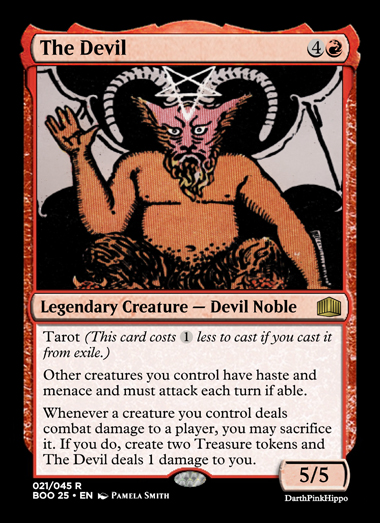 The Devil 4
Legendary Creature — Devil Noble
Tarot (This card costs 1 less to cast if you cast
it from exile.)
Other creatures you control have haste and
menace and must attack each turn if able.
Whenever a creature you control deals
combat damage to a player, you may sacrifice
it. If you do, create two Treasure tokens and
The Devil deals 1 damage to you.
5/5
021/045 R
BOO 25 • EN Pamela Smith
DarthPinkHippo